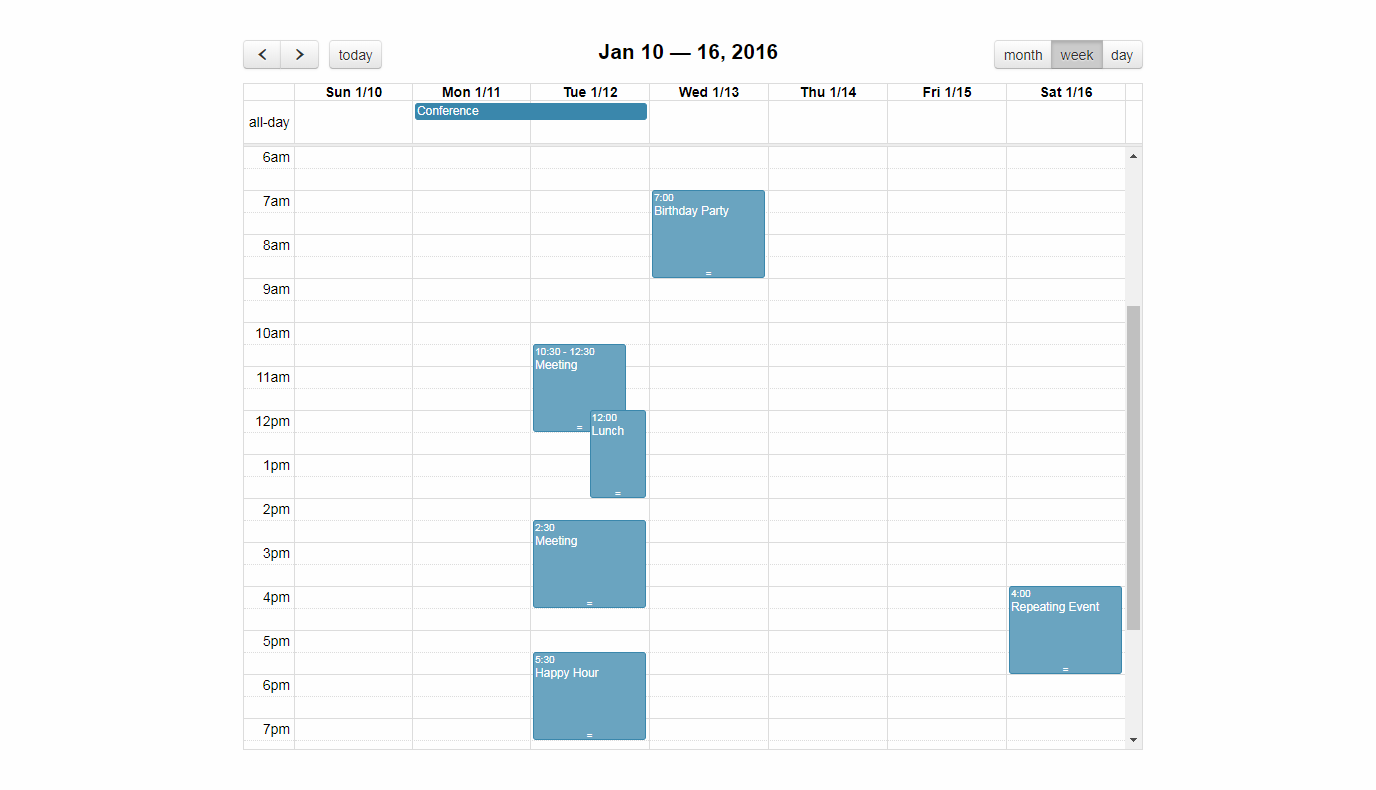 today
Jan 10 — 16, 2016
month week day
Sun 1/10 Mon 1/11 Tue 1/12 Wed 1/13 Thu 1/14 Fri 1/15 Sat 1/16
all-day
Conference
6am
7am
7:00
Birthday Party
8am
9am
10am
10:30 - 12:30
Meeting
11am
12pm
12:00
Lunch
1pm
2pm
2:30
Meeting
3pm
4pm
4:00
Repeating Event
5pm
5:30
Happy Hour
6pm
7pm